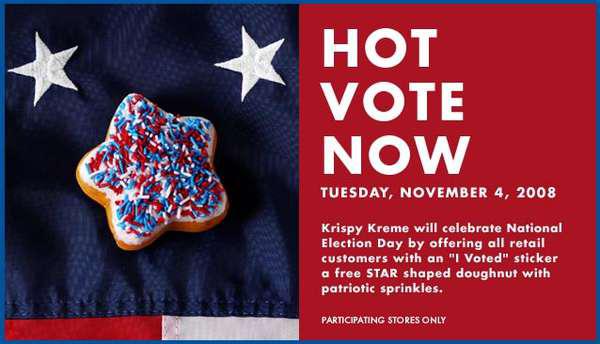 HOT
VOTE
NOW
TUESDAY, NOVEMBER 4, 2008
Krispy Kreme will celebrate National
Election Day by offering all retail
customers with an "I Voted" sticker
a free STAR shaped doughnut with
patriotic sprinkles.
PARTICIPATING STORES ONLY